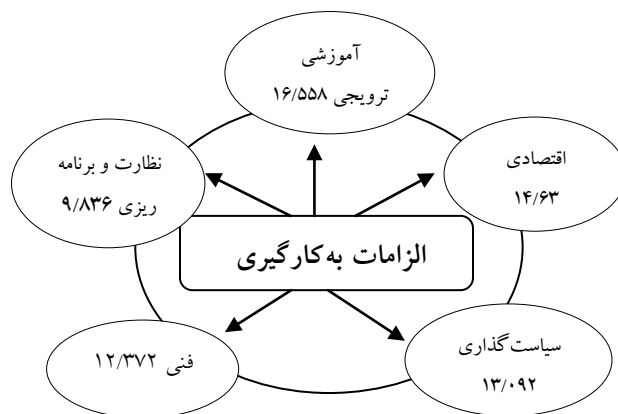 آموزشی
ترویجی ۱۶/۵۵۸
اقتصادی
۱۴/۶۳
نظارت و برنامه
ریزی ۹/۸۳۶
الزامات به‌کارگیری
سیاست‌گذاری
۱۳/۰۹۲
فنی ۱۲/۳۷۲